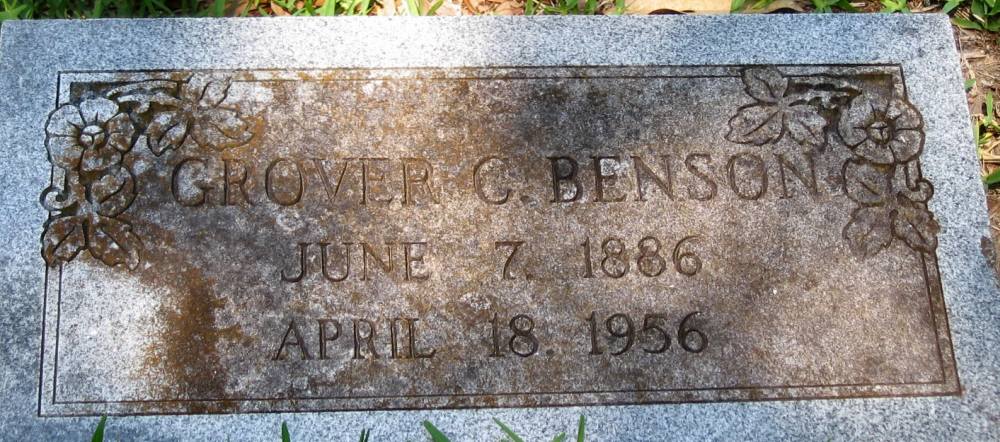 GROVER C. BENSON
JUNE 7, 1886
APRIL 18, 1956